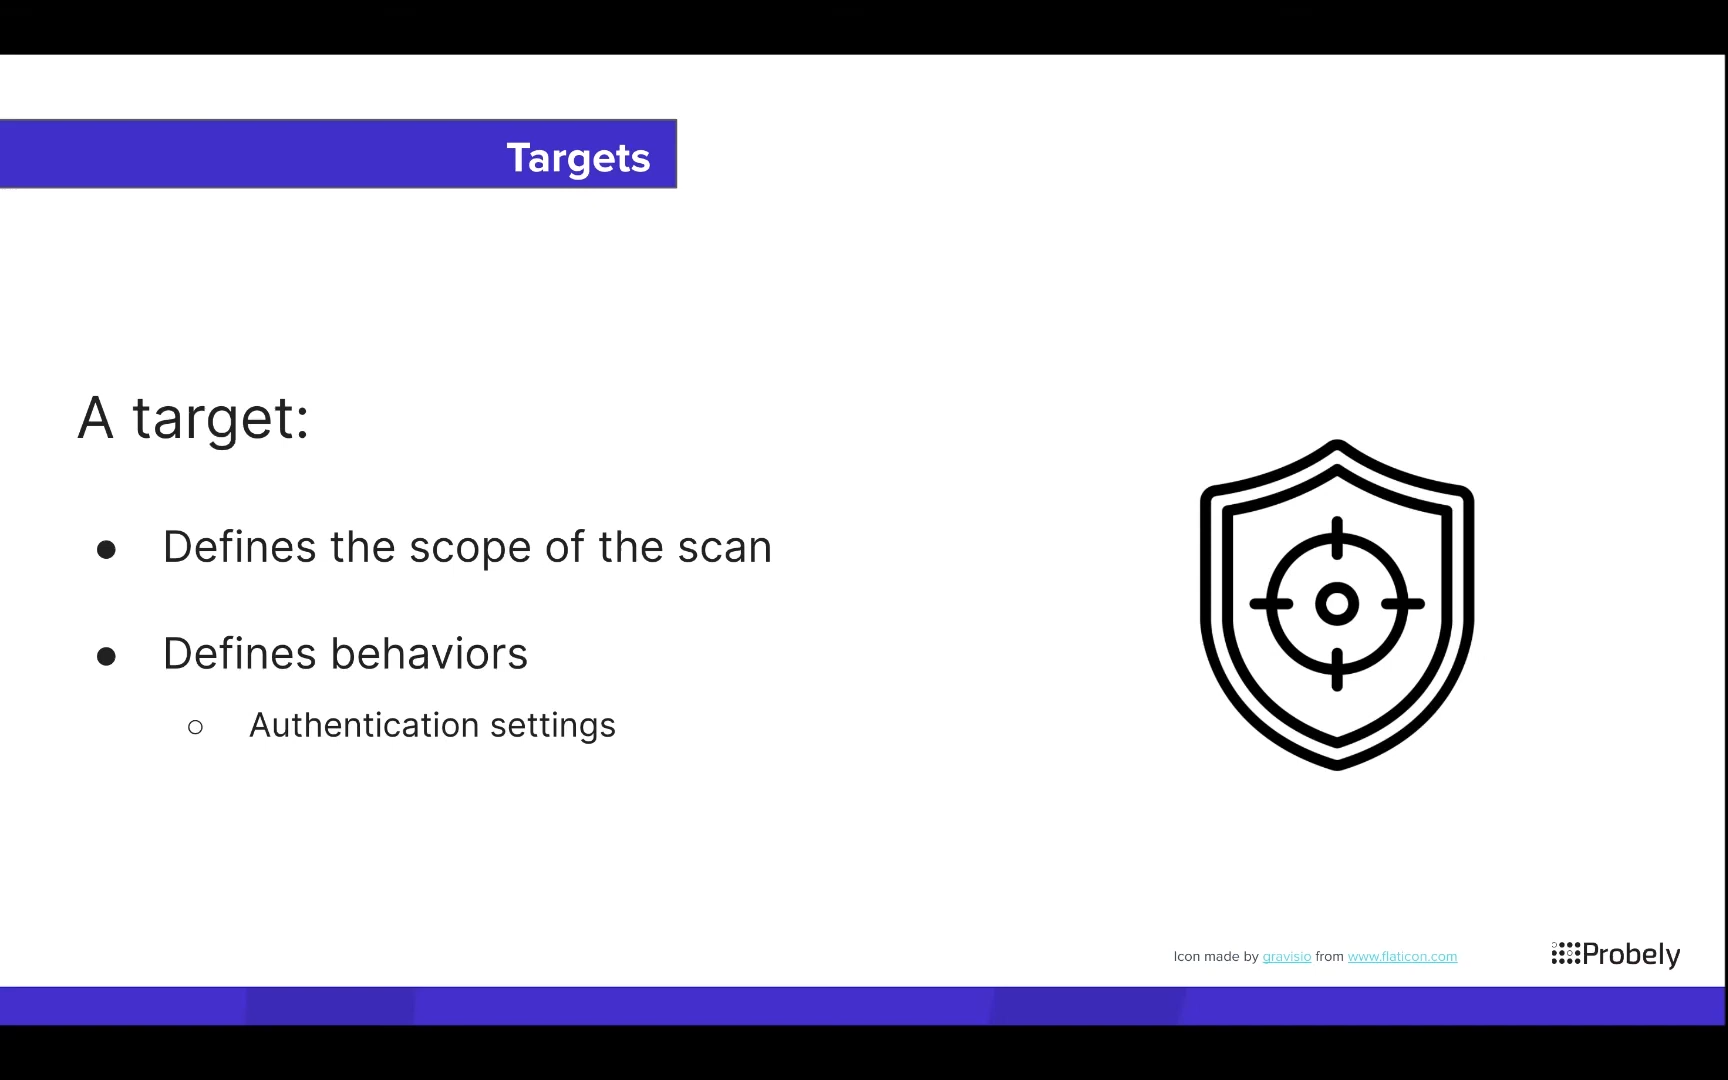 Targets
A target:
● Defines the scope of the scan
● Defines behaviors
○ Authentication settings
Icon made by gravisio from www.flaticon.com
Probely